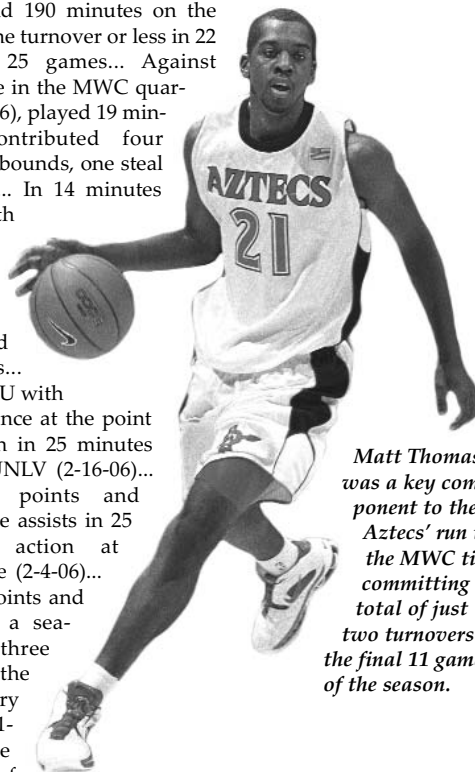 190 minutes on the
ne turnover or less in 22
25 games... Against
e in the MWC quar-
6), played 19 min-
ontributed four
bounds, one steal
... In 14 minutes
th
d
s...
U with
nce at the point
n in 25 minutes
UNLV (2-16-06)...
points and
e assists in 25
action at
e (2-4-06)...
oints and
a sea-
three
the
ry
1-
e
AZTECS
21
Matt Thomas
was a key com-
ponent to the
Aztecs' run
the MWC ti
committing
total of just
two turnovers
the final 11 gam
of the season.